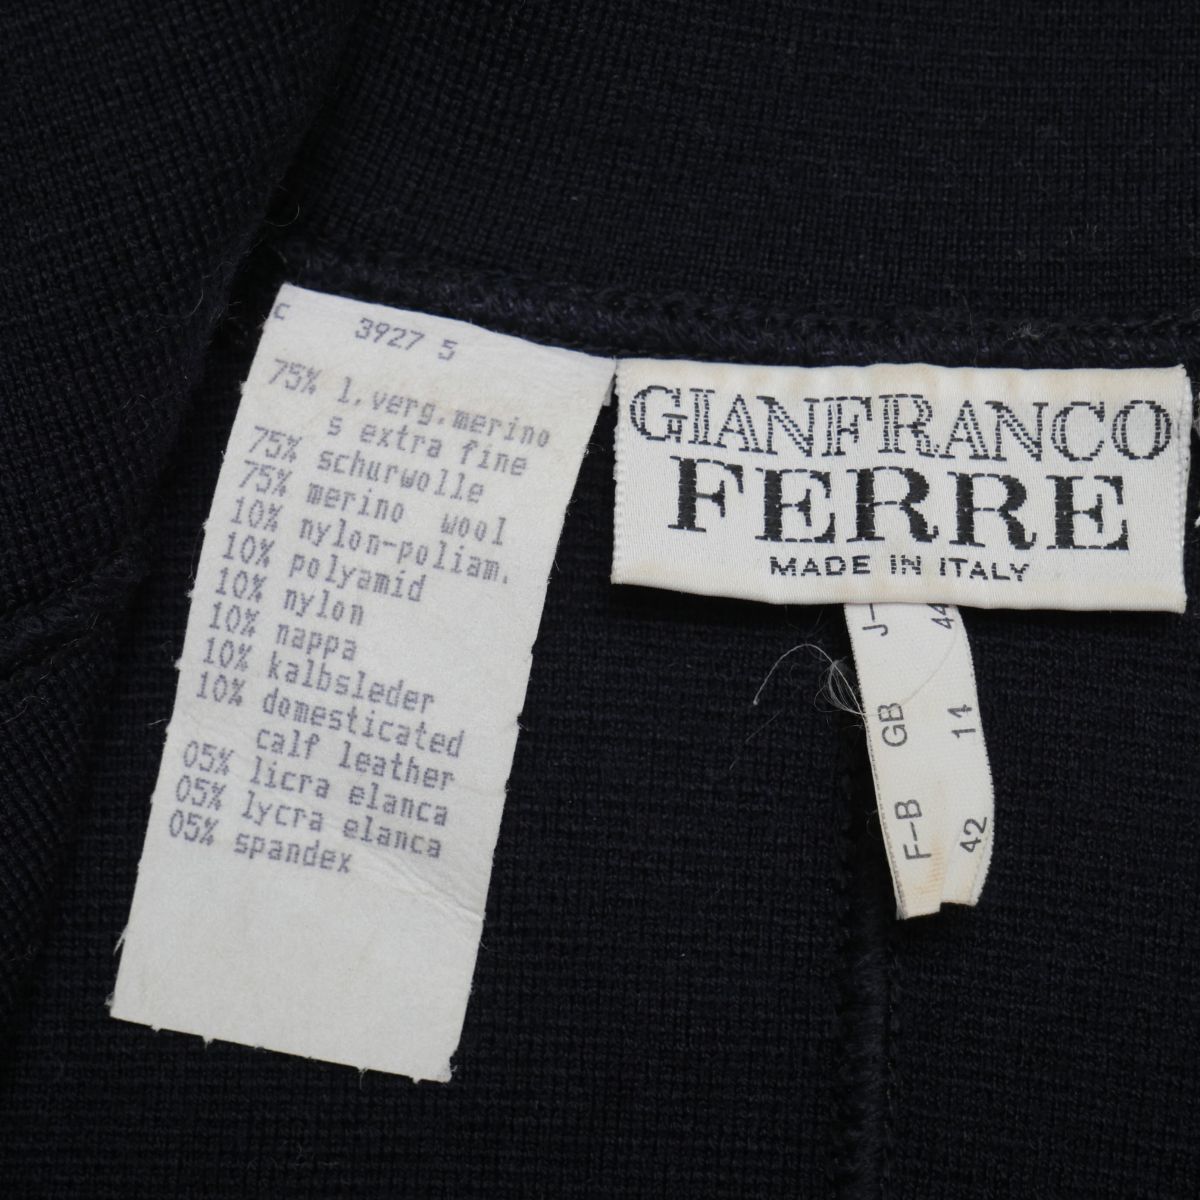 C 3927 5
75% l.verg.merino
s extra fine
75% schurwolle
75% merino wool
10% nylon-poliam.
10% polyamid
10% nylon
10% nappa
10% kalbsleder
10% domesticated
calf leather
05% licra elanca
05% lycra elanca
05% spandex
GIANFRANCO
FERRE
MADE IN ITALY
J- 44
GB 14
F-B 42